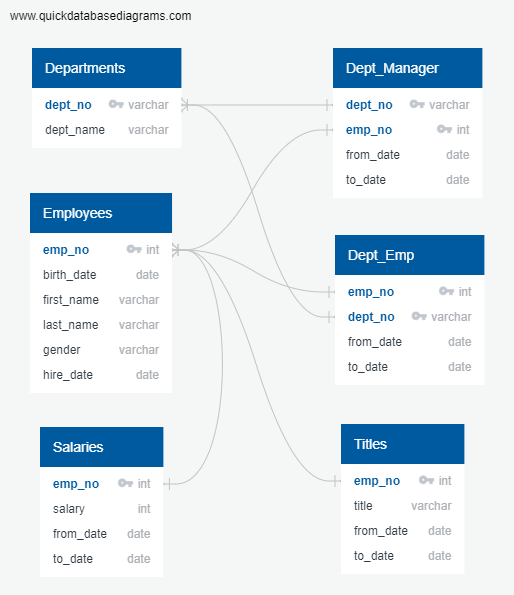 www.quickdatabasediagrams.com
Departments
dept_no varchar
dept_name varchar
Dept_Manager
dept_no varchar
emp_no int
from_date date
to_date date
Employees
emp_no int
birth_date date
first_name varchar
last_name varchar
gender varchar
hire_date date
Dept_Emp
emp_no int
dept_no varchar
from_date date
to_date date
Salaries
emp_no int
salary int
from_date date
to_date date
Titles
emp_no int
title varchar
from_date date
to_date date